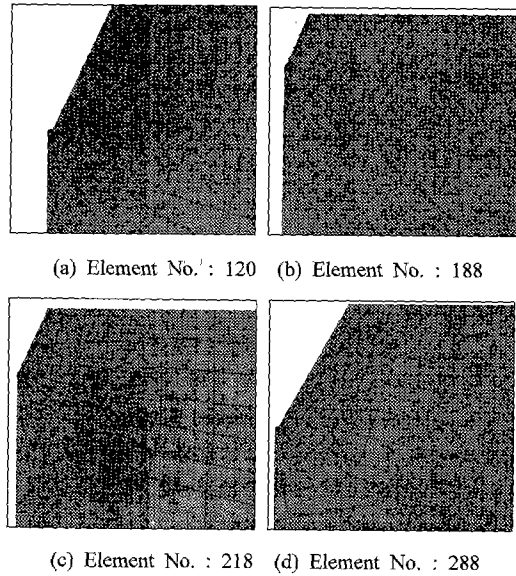 (a) Element No. : 120 (b) Element No. : 188
(c) Element No. : 218 (d) Element No. : 288